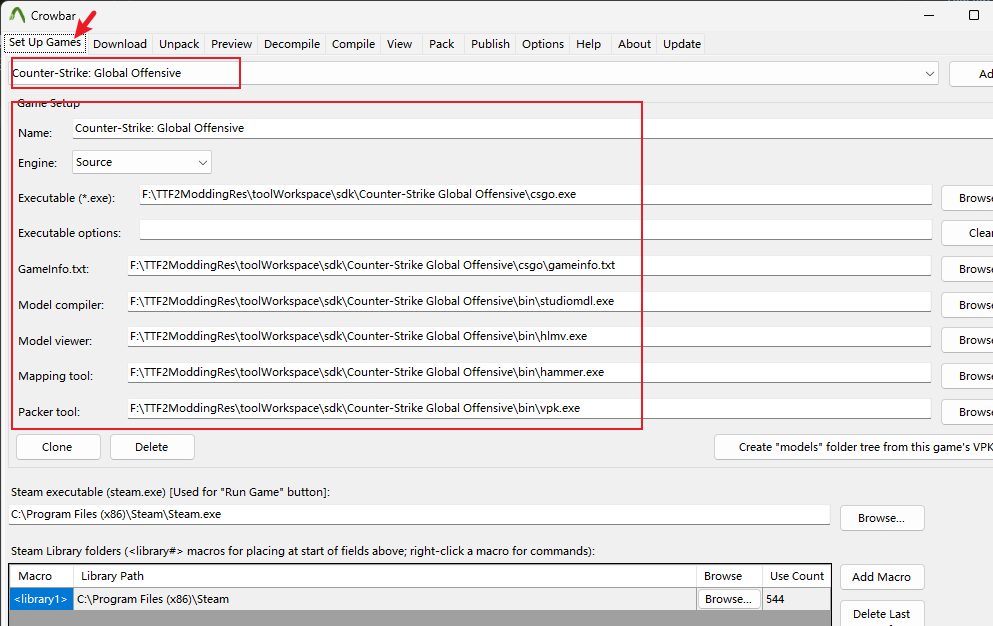 Crowbar
Set Up Games Download Unpack Preview Decompile Compile View Pack Publish Options Help About Update
Counter-Strike: Global Offensive Ad
Game Setup
Name: Counter-Strike: Global Offensive
Engine: Source
Executable (*.exe): F:\TTF2ModdingRes\toolWorkspace\sdk\Counter-Strike Global Offensive\csgo.exe Browse
Executable options: Clear
GameInfo.txt: F:\TTF2ModdingRes\toolWorkspace\sdk\Counter-Strike Global Offensive\csgo\gameinfo.txt Browse
Model compiler: F:\TTF2ModdingRes\toolWorkspace\sdk\Counter-Strike Global Offensive\bin\studiomdl.exe Browse
Model viewer: F:\TTF2ModdingRes\toolWorkspace\sdk\Counter-Strike Global Offensive\bin\hlmv.exe Browse
Mapping tool: F:\TTF2ModdingRes\toolWorkspace\sdk\Counter-Strike Global Offensive\bin\hammer.exe Browse
Packer tool: F:\TTF2ModdingRes\toolWorkspace\sdk\Counter-Strike Global Offensive\bin\vpk.exe Browse
Clone Delete Create "models" folder tree from this game's VPK
Steam executable (steam.exe) [Used for "Run Game" button]:
C:\Program Files (x86)\Steam\Steam.exe Browse...
Steam Library folders (<library#> macros for placing at start of fields above; right-click a macro for commands):
Macro Library Path Browse Use Count Add Macro
<library1> C:\Program Files (x86)\Steam Browse... 544
Delete Last